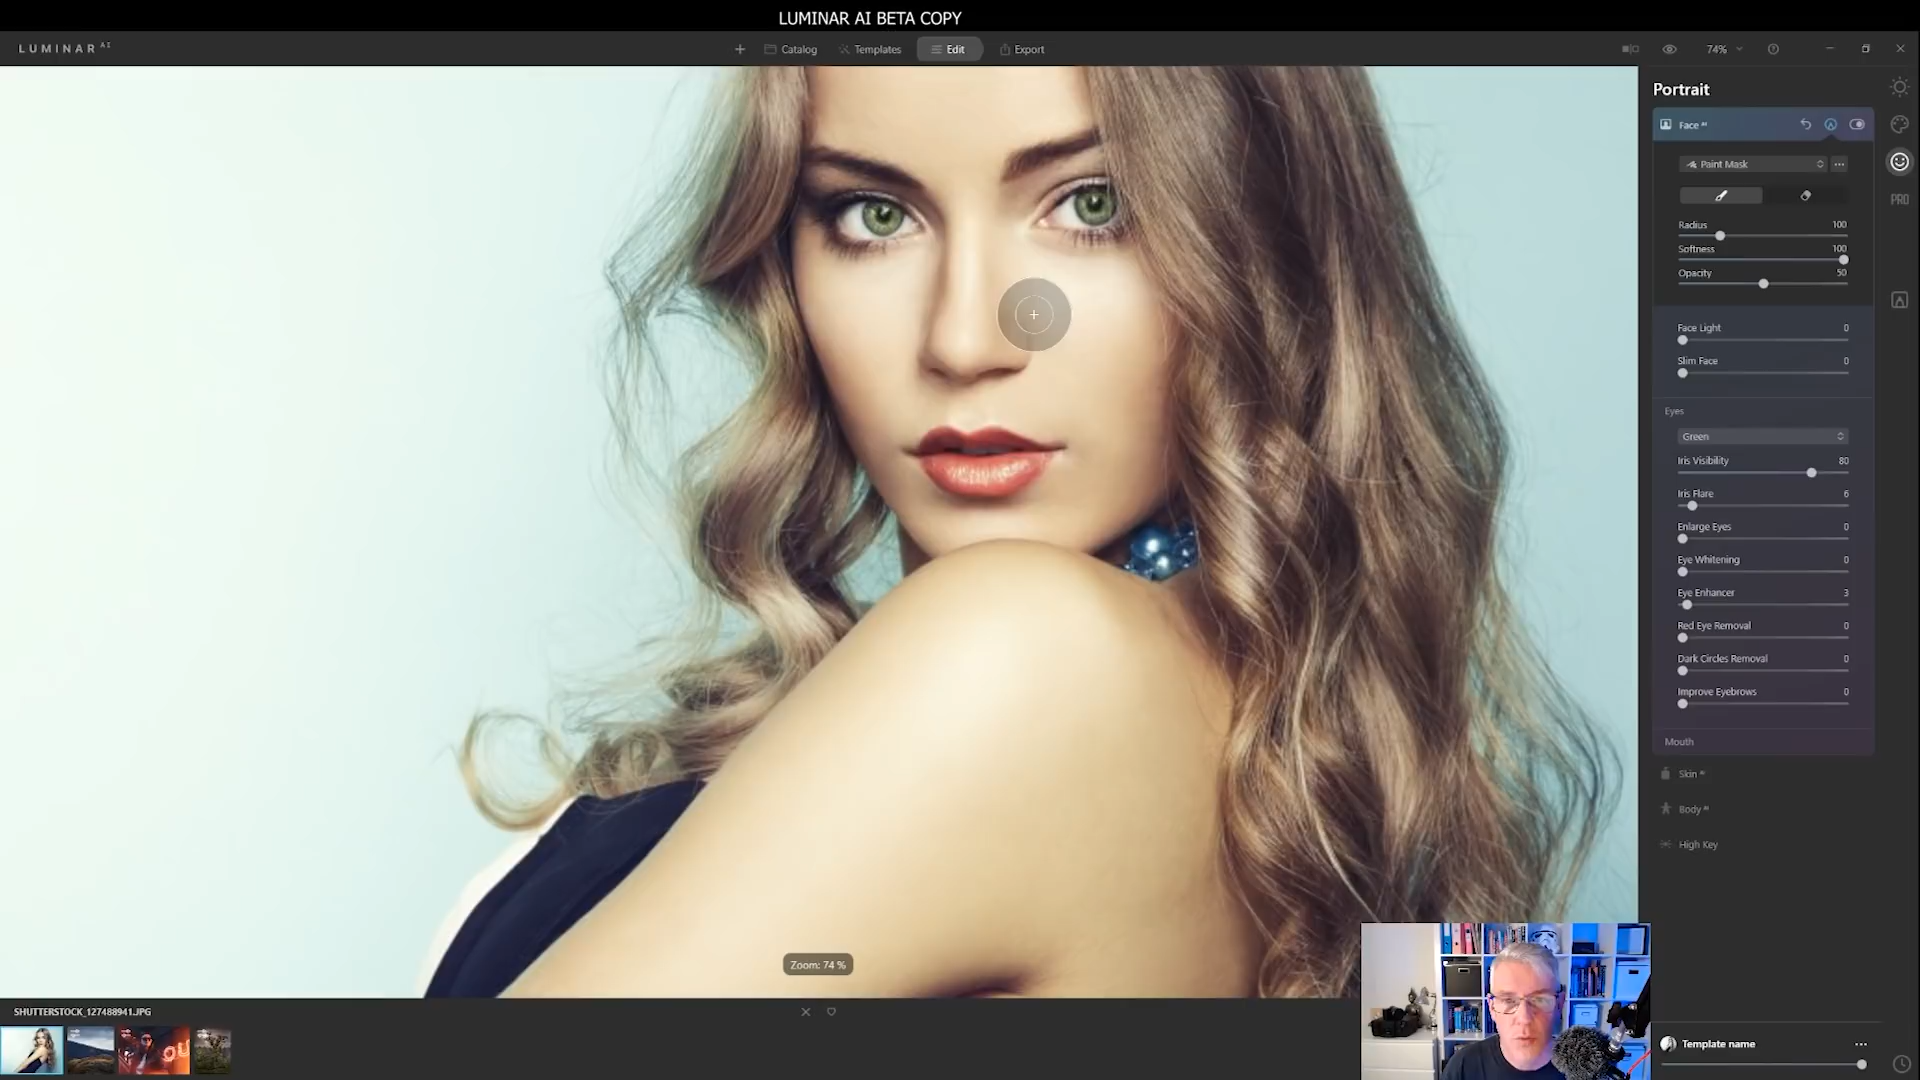 LUMINAR AI BETA COPY
LUMINAR AI
Catalog
Templates
Edit
Export
74%
Portrait
Face AI
Paint Mask
PRO
Radius 100
Softness 100
Opacity 50
Face Light 0
Slim Face 0
Eyes
Green
Iris Visibility 80
Iris Flare 6
Enlarge Eyes 0
Eye Whitening 0
Eye Enhancer 3
Red Eye Removal 0
Dark Circles Removal 0
Improve Eyebrows 0
Mouth
Skin AI
Body AI
High Key
Zoom: 74 %
SHUTTERSTOCK_127488941.JPG
OU
Template name